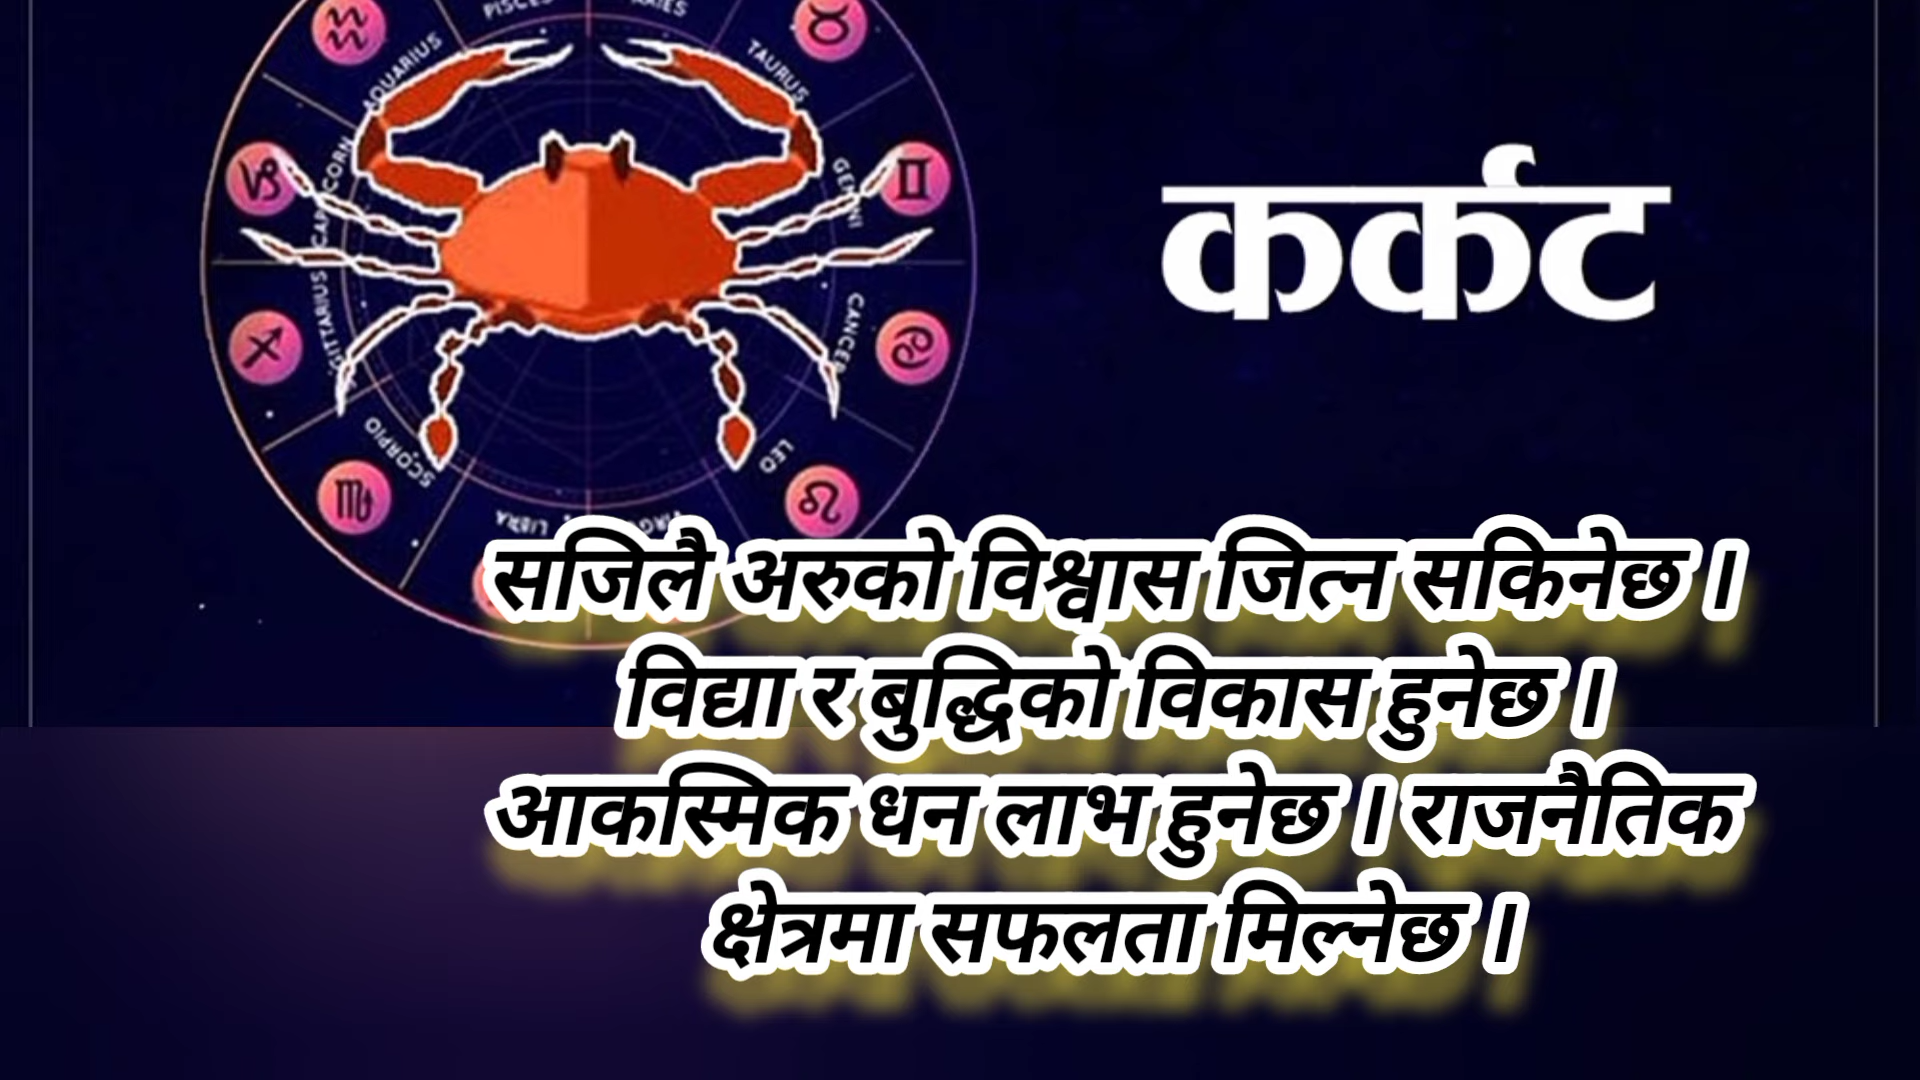 PISCES
ARIES
AQUARIUS
TAURUS
CAPRICORN
GEMINI
कर्कट
SAGITTARIUS
CANCER
SCORPIO
LEO
LIBRA
VIRGO
सजिलै अरुको विश्वास जित्न सकिनेछ ।
विद्या र बुद्धिको विकास हुनेछ ।
आकस्मिक धन लाभ हुनेछ । राजनैतिक
क्षेत्रमा सफलता मिल्नेछ ।